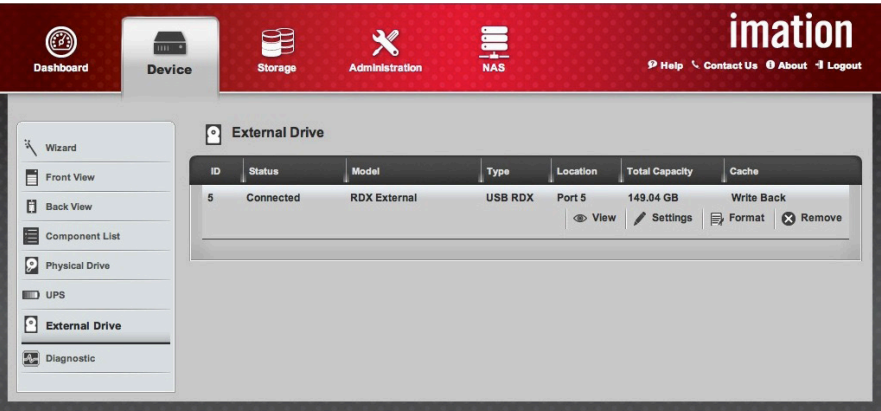 imation
Dashboard Device Storage Administration NAS
Help Contact Us About Logout
External Drive
Wizard
Front View
Back View
Component List
Physical Drive
UPS
External Drive
Diagnostic
ID Status Model Type Location Total Capacity Cache
5 Connected RDX External USB RDX Port 5 149.04 GB Write Back
View Settings Format Remove